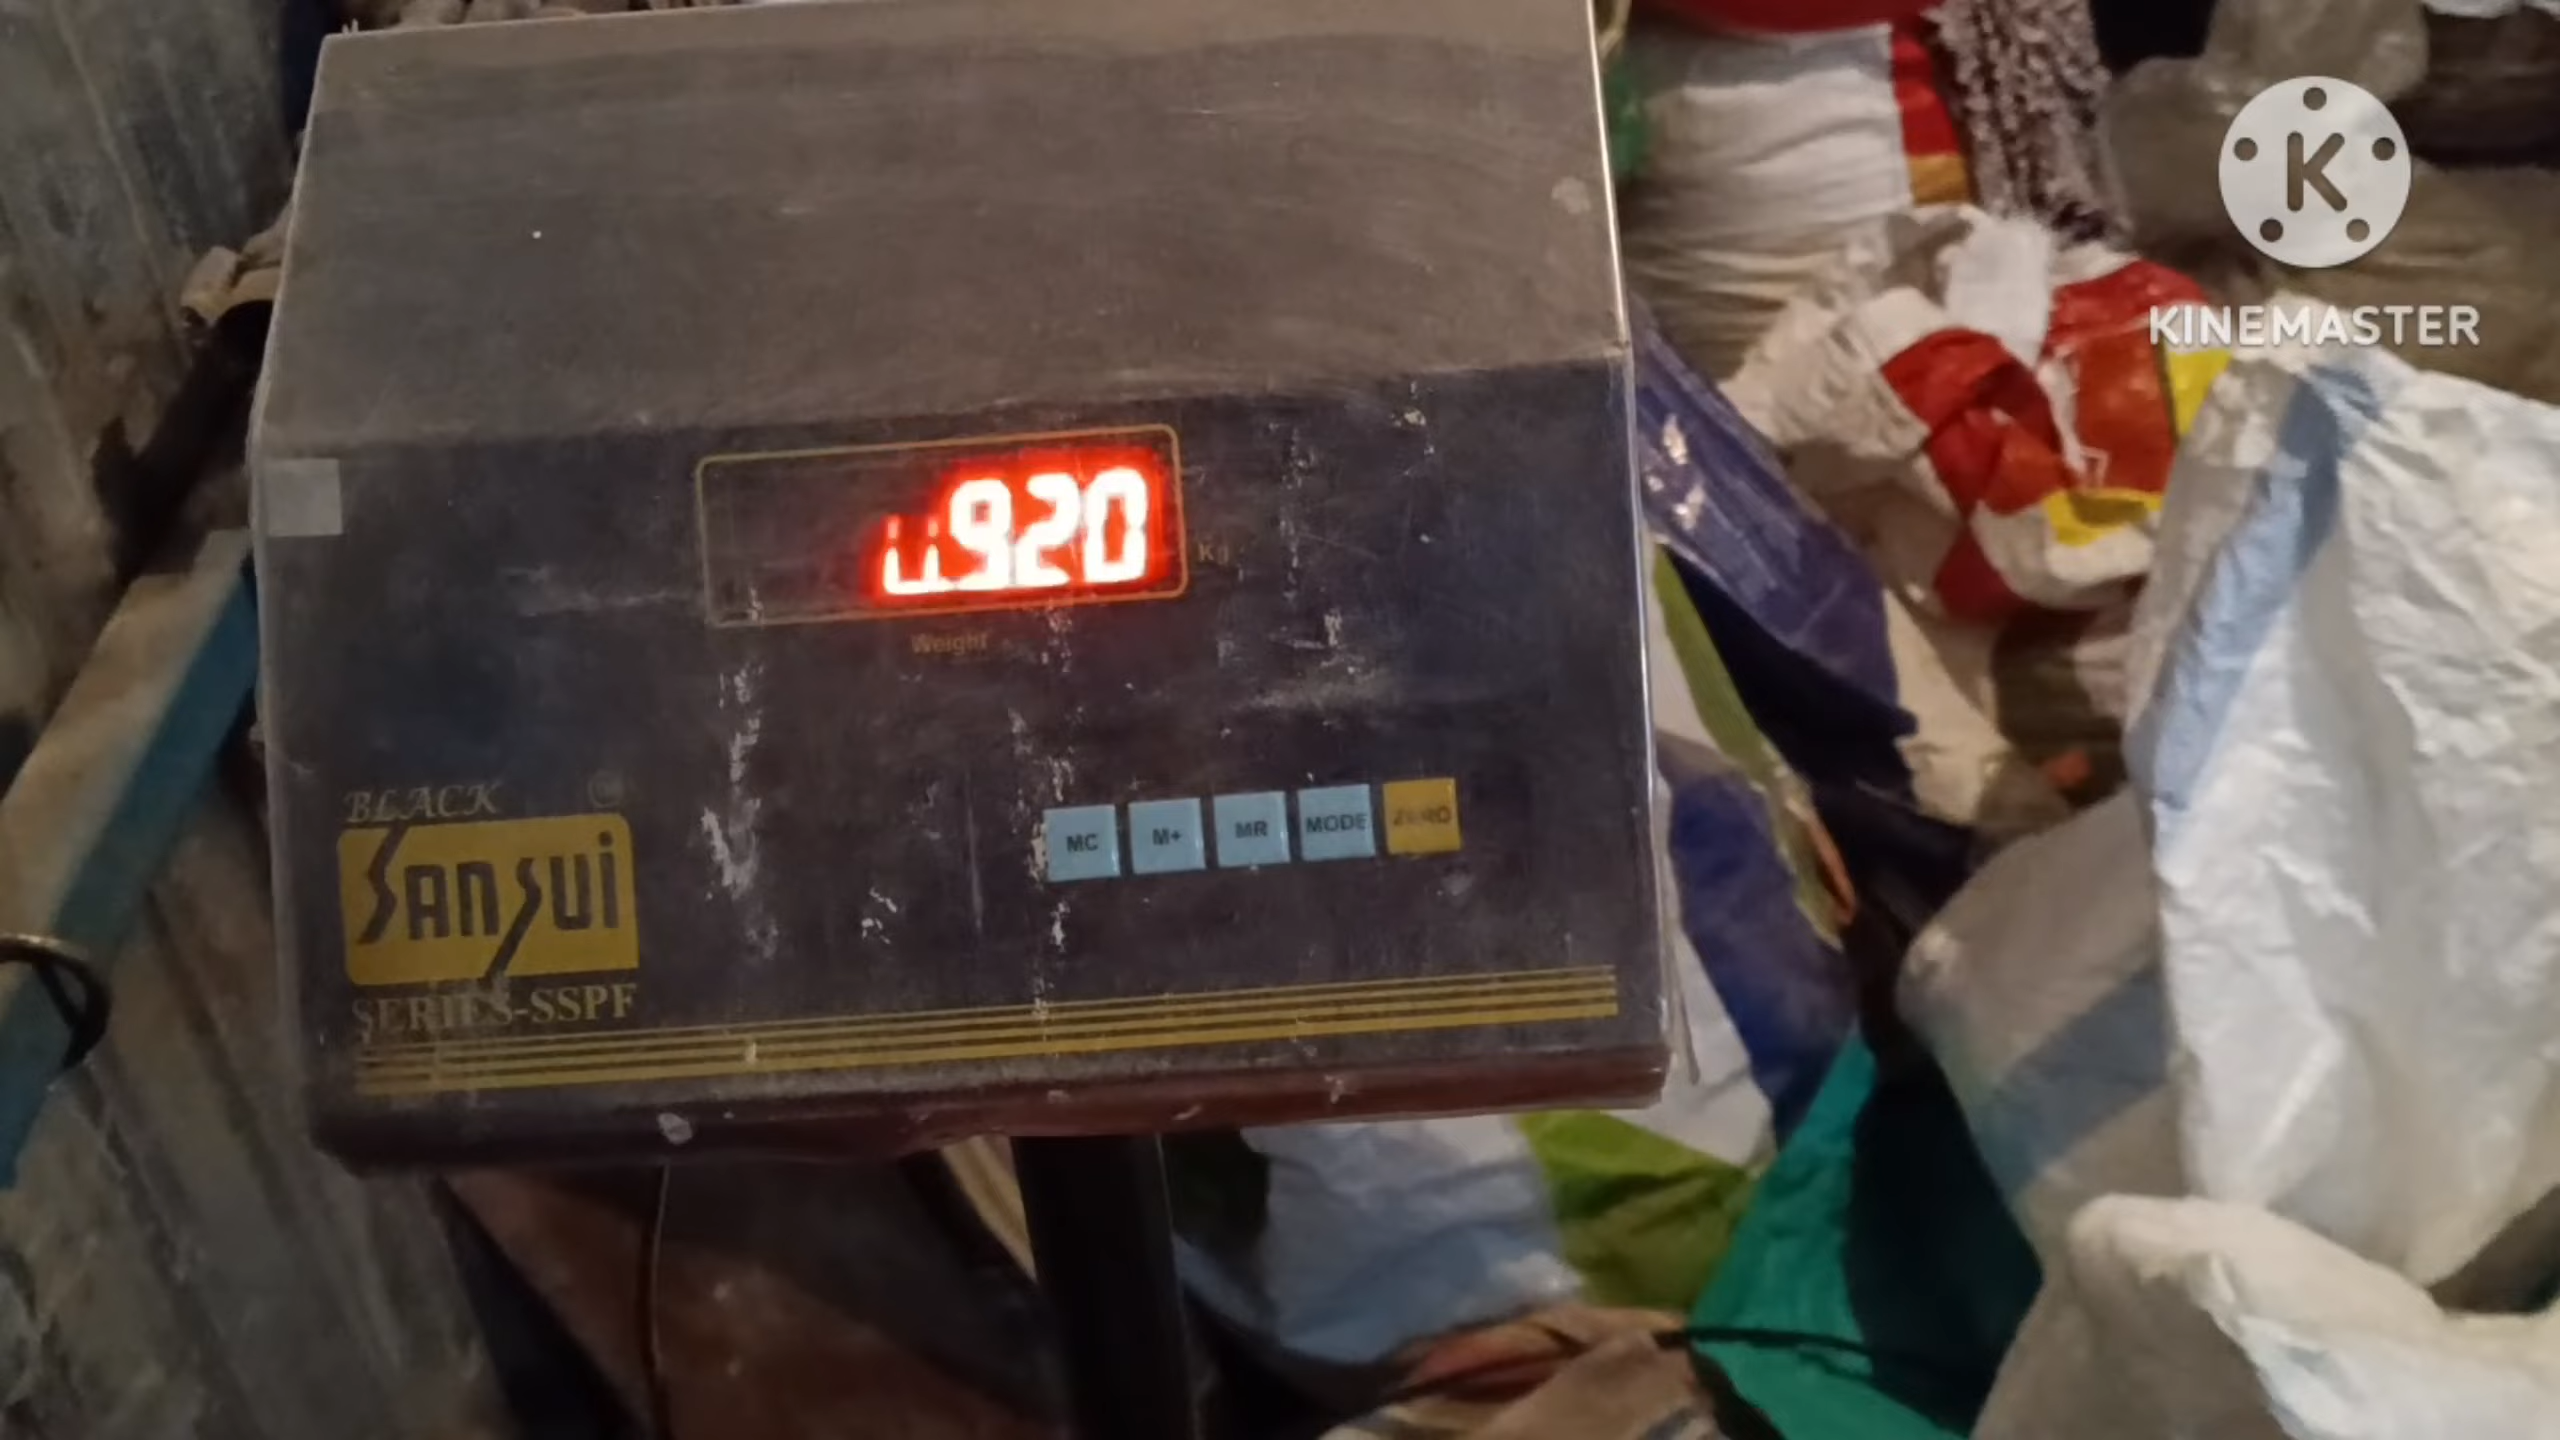 KINEMASTER
920
Kg
Weight
BLACK
SANSUI
SERIES-SSPF
MC M+ MR MODE ZERO